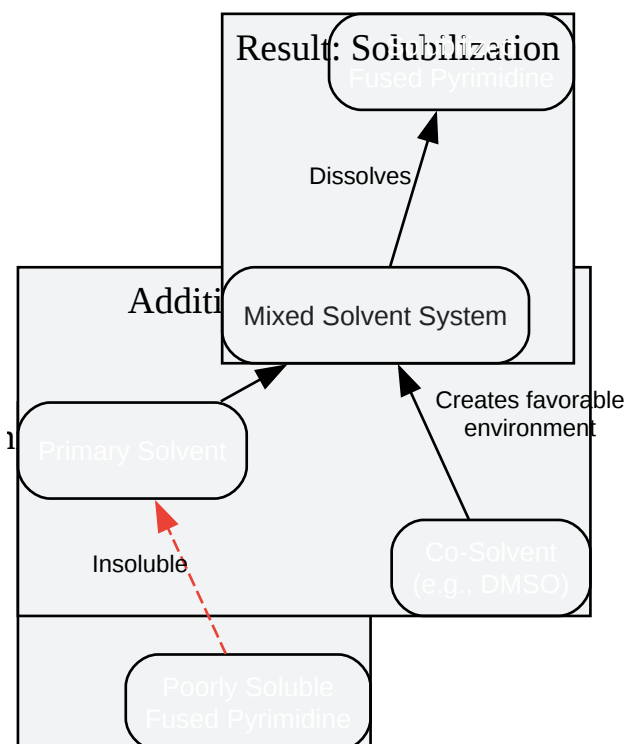 Result: Solubilization
Solubilized
Fused Pyrimidine
Dissolves
Additi
Mixed Solvent System
Creates favorable
environment
n
Primary Solvent
Insoluble
Co-Solvent
(e.g., DMSO)
Poorly Soluble
Fused Pyrimidine